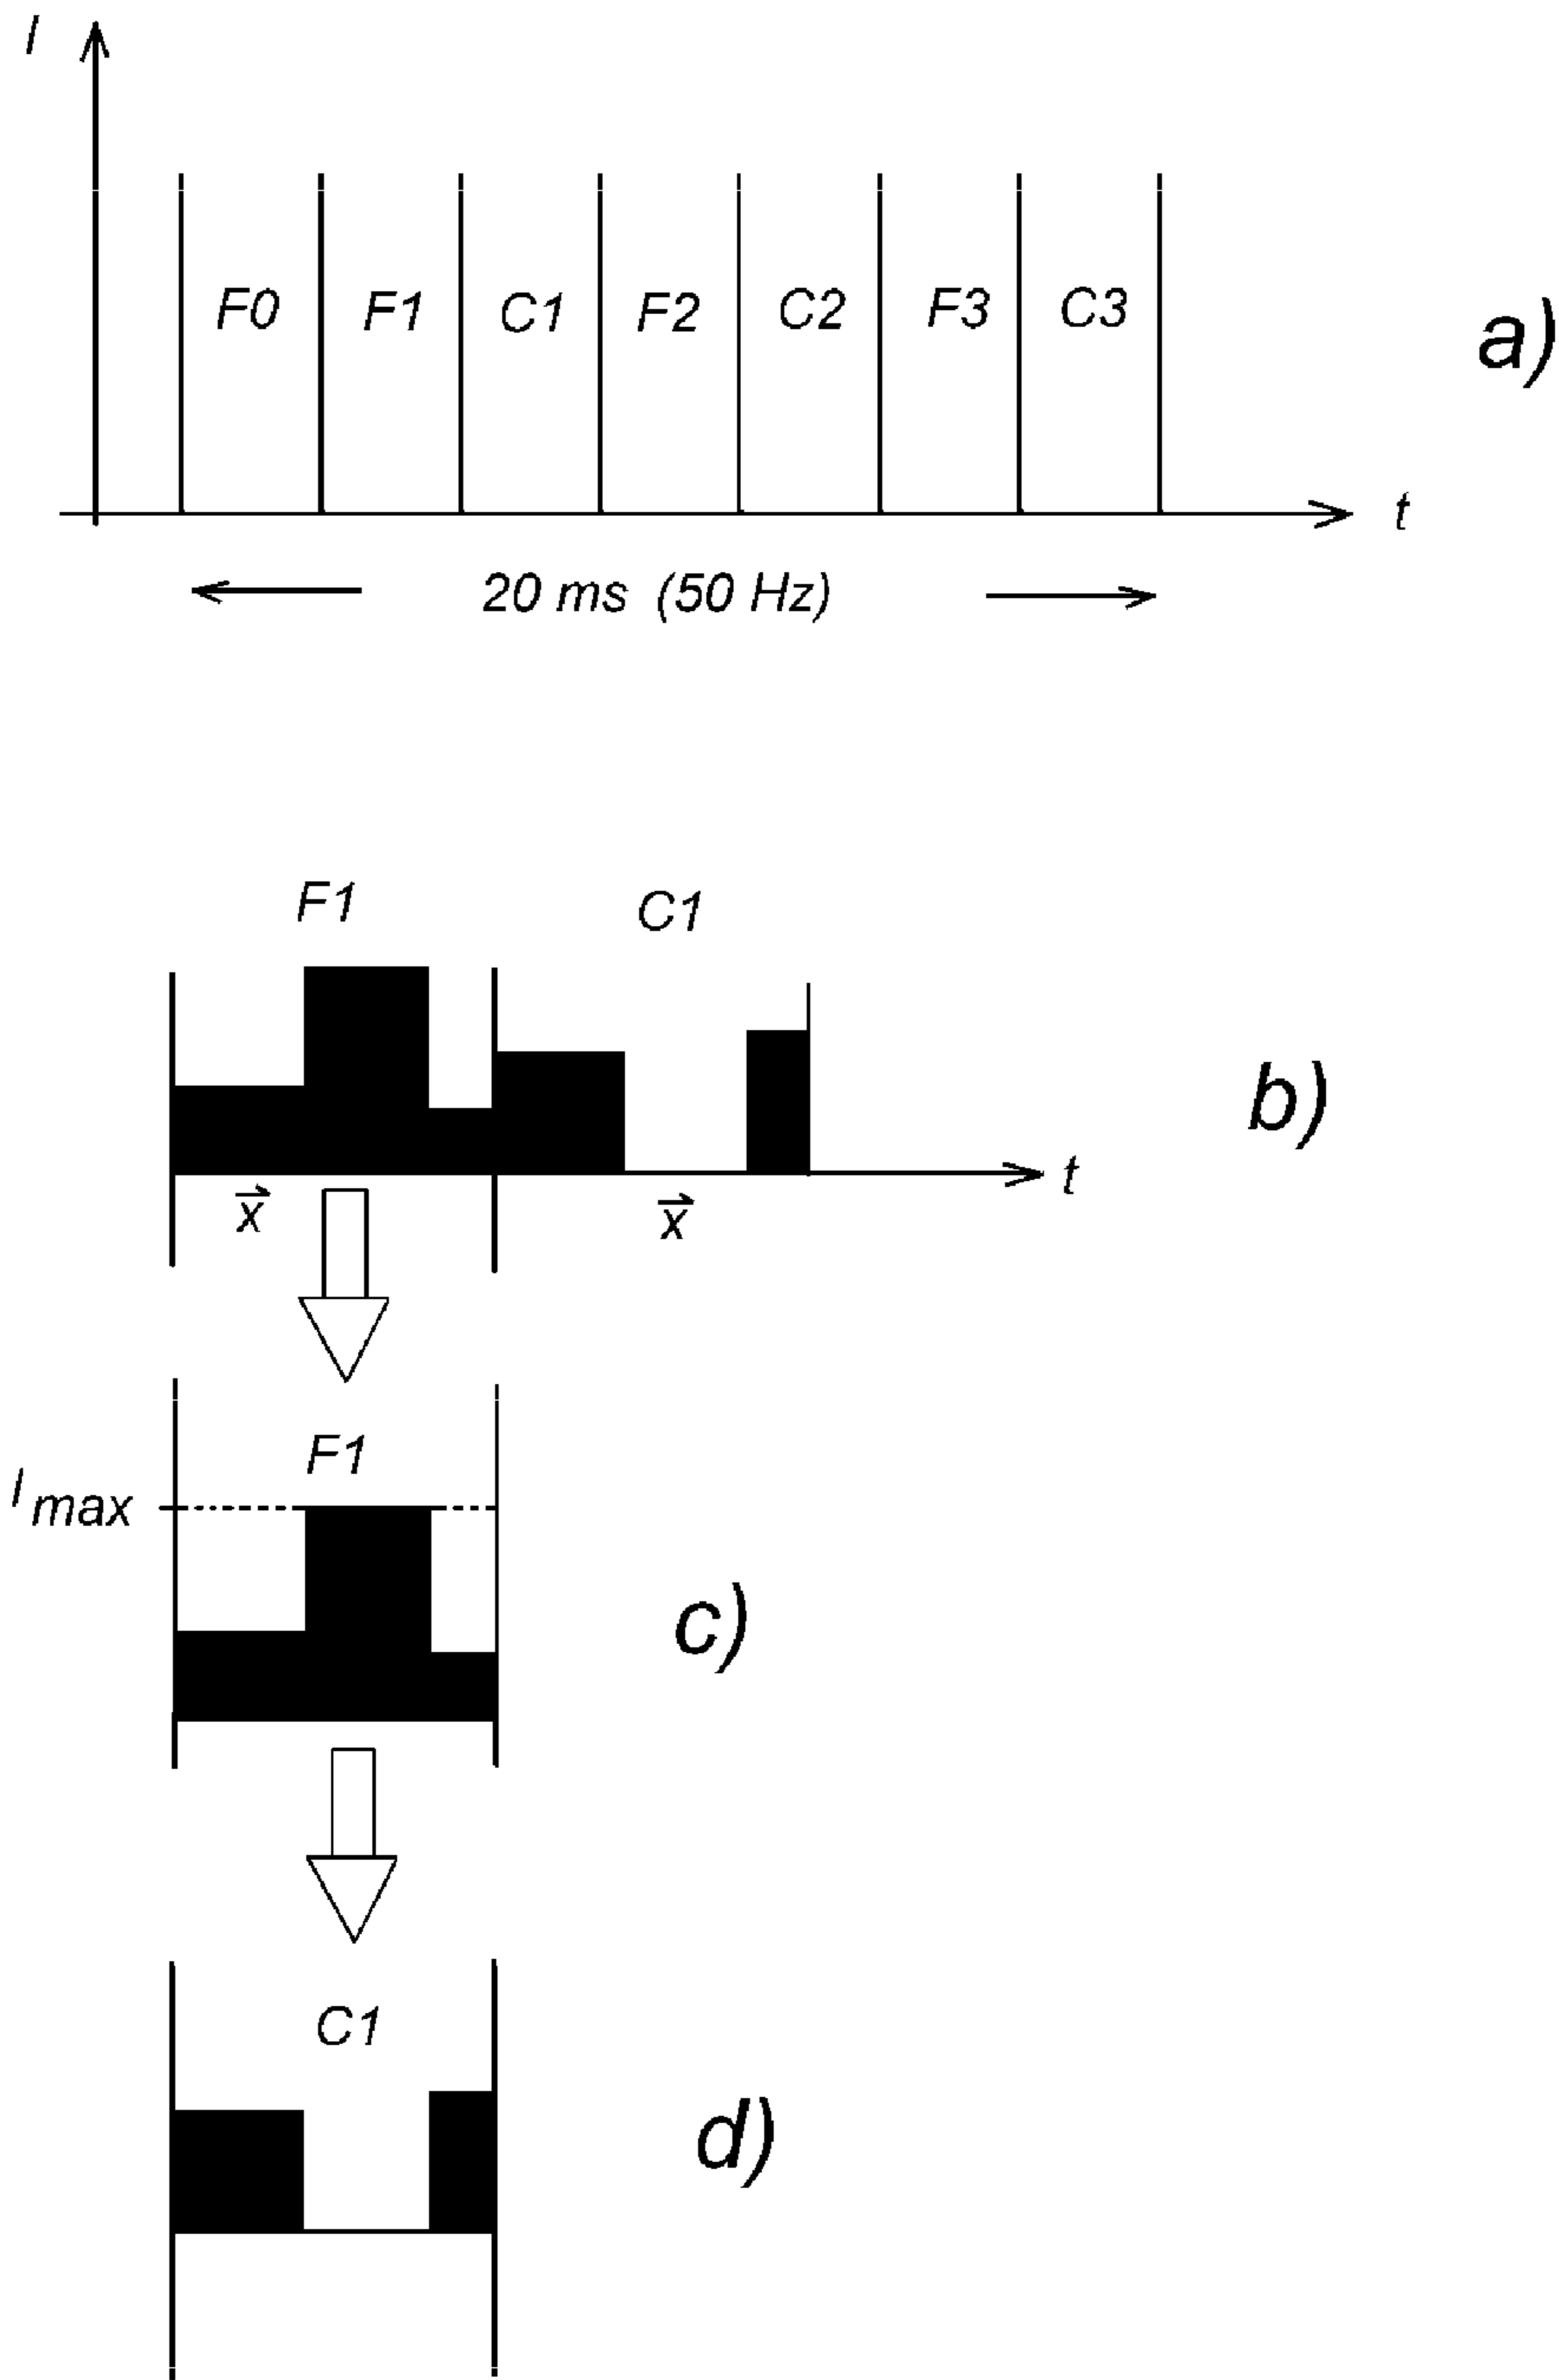 I
F0 F1 C1 F2 C2 F3 C3
a)
t
20 ms (50 Hz)
F1 C1
b)
t
x⃗ x⃗
F1
I max
c)
C1
d)